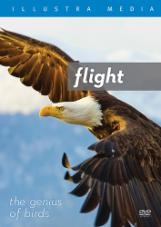 ILLUSTRA MEDIA
flight
the genius
of birds
DVD